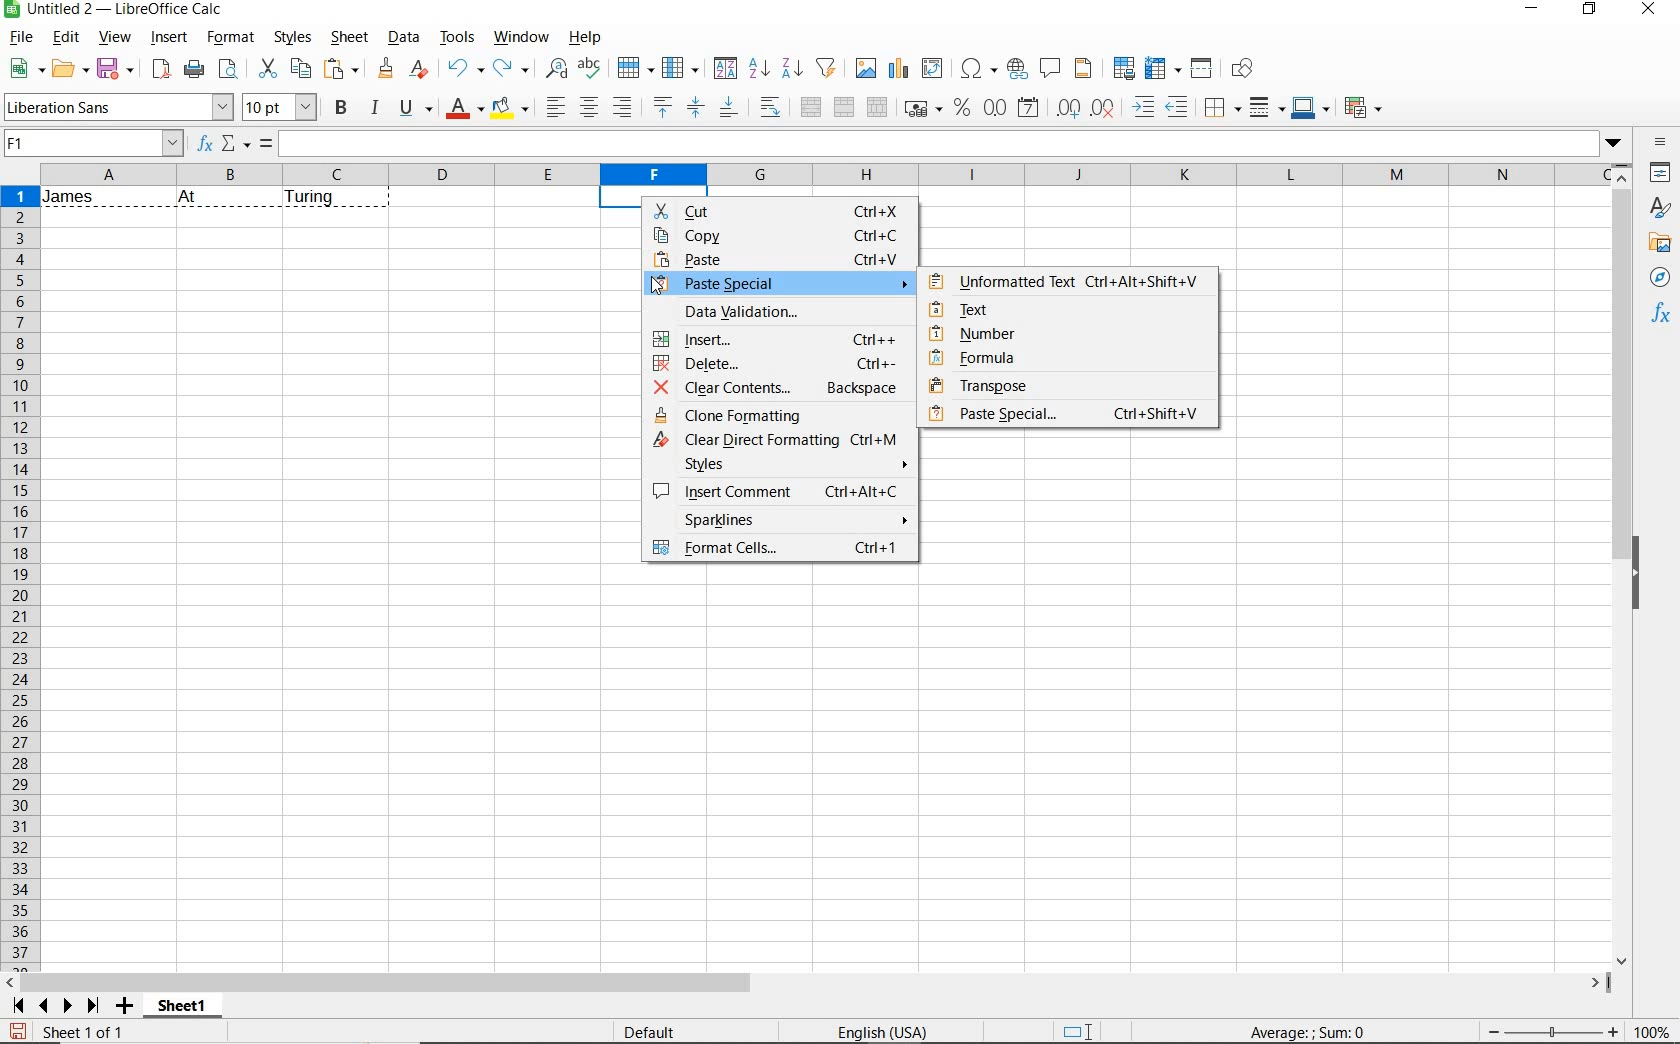 Untitled 2 — LibreOffice Calc
File Edit View Insert Format Styles Sheet Data Tools Window Help
Liberation Sans 10 pt
F1
A B C D E F G H I J K L M N
1 James At Turing
2
3
4
5
6
7
8
9
10
11
12
13
14
15
16
17
18
19
20
21
22
23
24
25
26
27
28
29
30
31
32
33
34
35
36
37
Cut Ctrl+X
Copy Ctrl+C
Paste Ctrl+V
Paste Special
Data Validation...
Insert... Ctrl++
Delete... Ctrl+-
Clear Contents... Backspace
Clone Formatting
Clear Direct Formatting Ctrl+M
Styles
Insert Comment Ctrl+Alt+C
Sparklines
Format Cells... Ctrl+1
Unformatted Text Ctrl+Alt+Shift+V
Text
Number
Formula
Transpose
Paste Special... Ctrl+Shift+V
Sheet1
Sheet 1 of 1 Default English (USA) Average: ; Sum: 0 100%